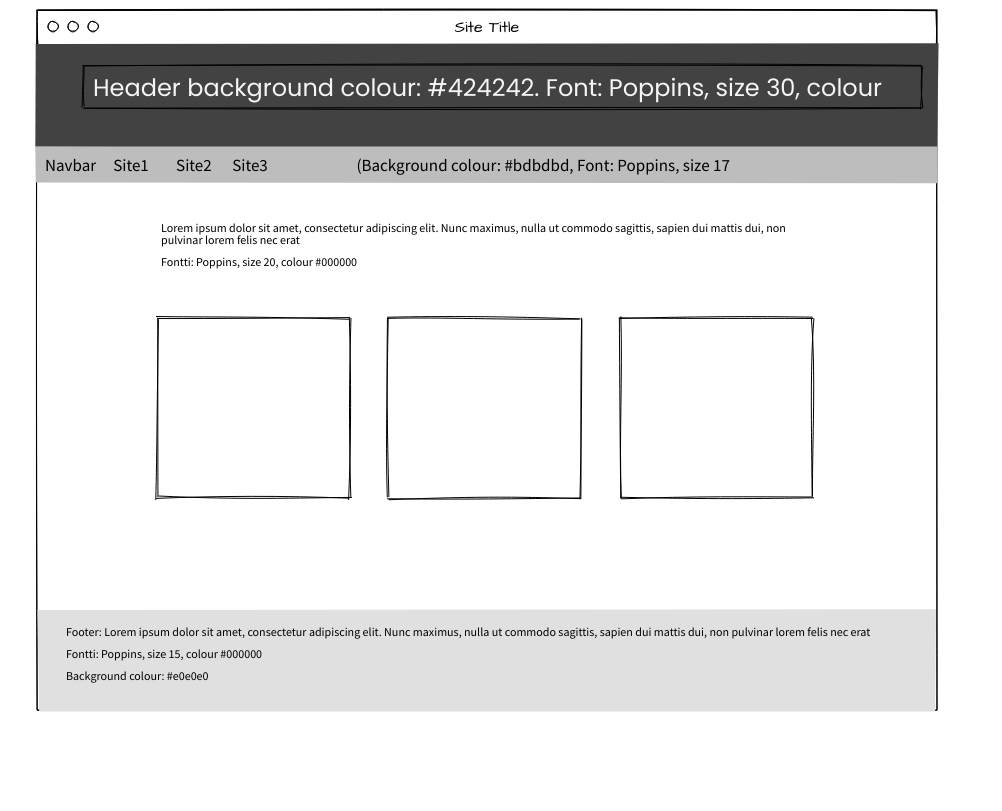 Site Title
Header background colour: #424242. Font: Poppins, size 30, colour
Navbar Site1 Site2 Site3 (Background colour: #bdbdbd, Font: Poppins, size 17
Lorem ipsum dolor sit amet, consectetur adipiscing elit. Nunc maximus, nulla ut commodo sagittis, sapien dui mattis dui, non
pulvinar lorem felis nec erat
Fontti: Poppins, size 20, colour #000000
Footer: Lorem ipsum dolor sit amet, consectetur adipiscing elit. Nunc maximus, nulla ut commodo sagittis, sapien dui mattis dui, non pulvinar lorem felis nec erat
Fontti: Poppins, size 15, colour #000000
Background colour: #e0e0e0